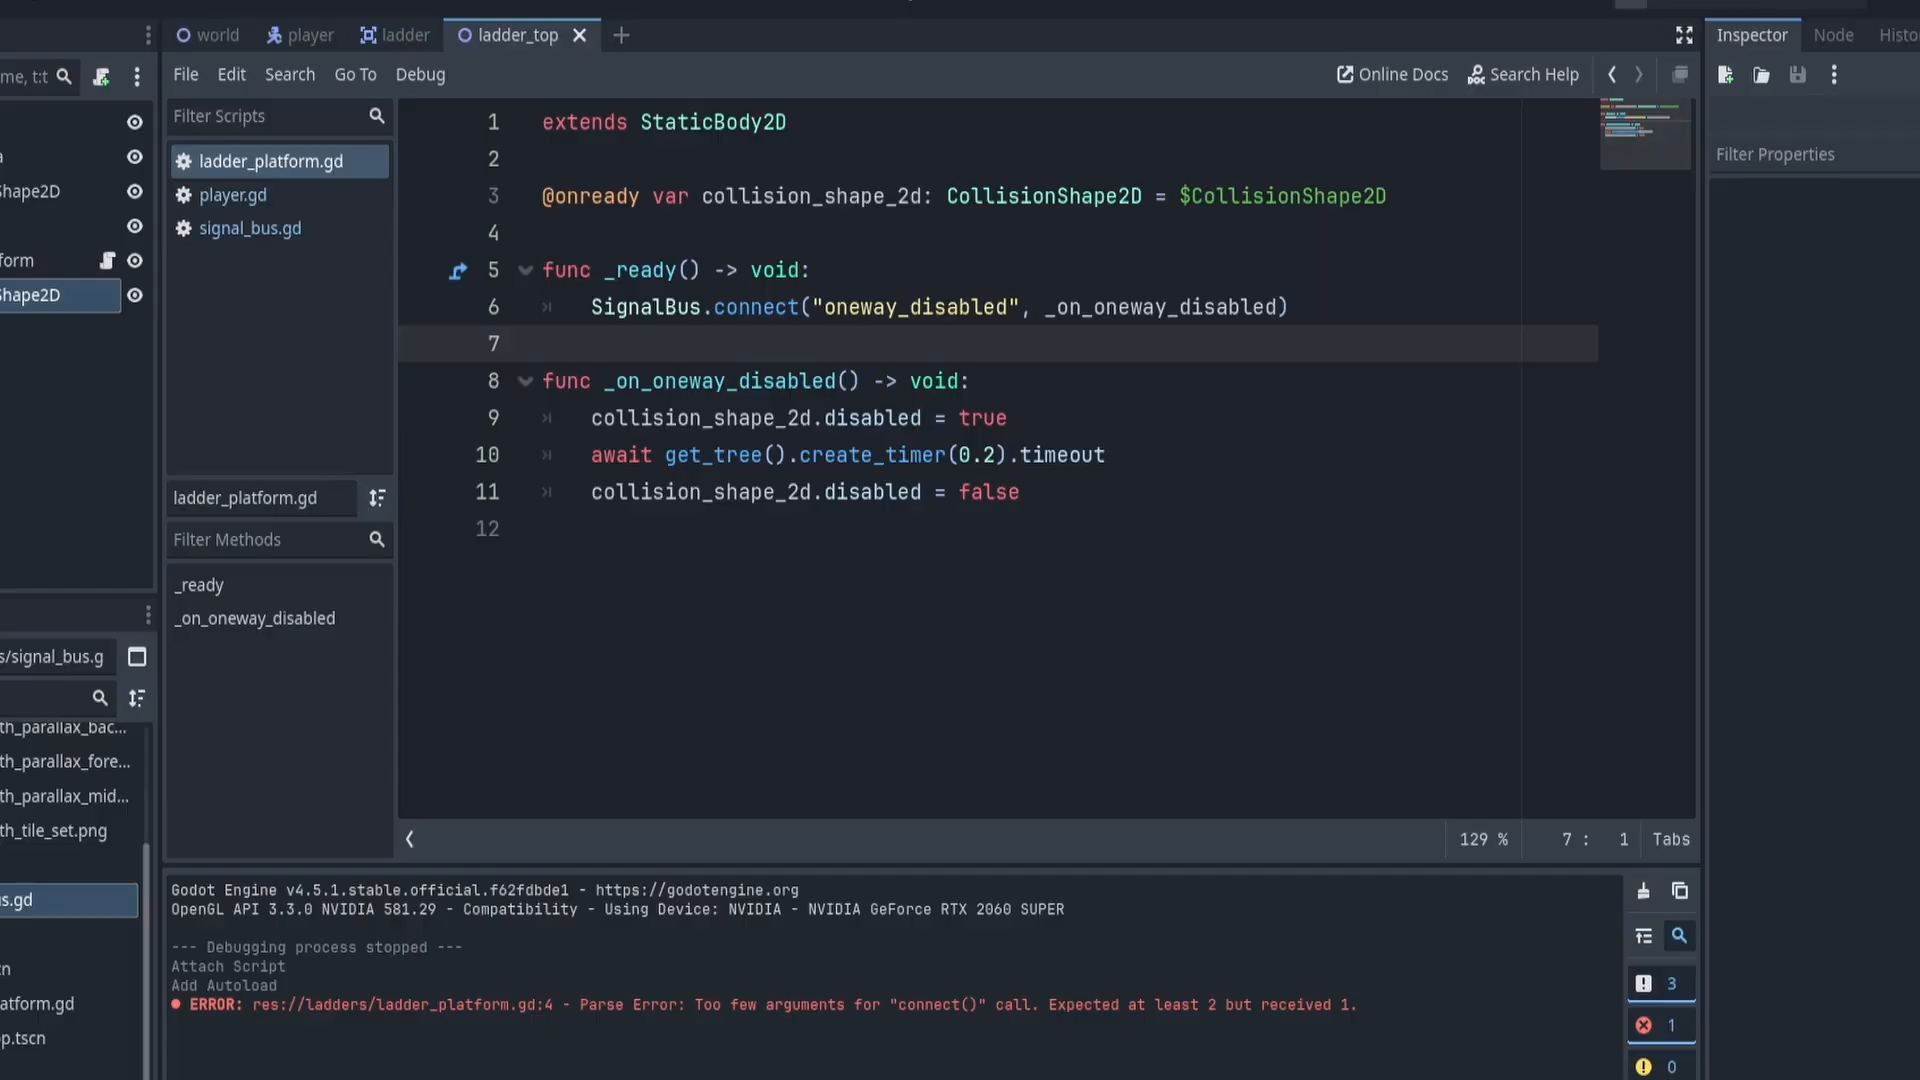 world
player
ladder
ladder_top
Inspector
Node
Histo
me, t:t
File
Edit
Search
Go To
Debug
Online Docs
Search Help
Filter Scripts
ladder_platform.gd
player.gd
signal_bus.gd
a
Shape2D
form
Shape2D
1 extends StaticBody2D
2
3 @onready var collision_shape_2d: CollisionShape2D = $CollisionShape2D
4
5 func _ready() -> void:
6 SignalBus.connect("oneway_disabled", _on_oneway_disabled)
7
8 func _on_oneway_disabled() -> void:
9 collision_shape_2d.disabled = true
10 await get_tree().create_timer(0.2).timeout
11 collision_shape_2d.disabled = false
12
Filter Properties
ladder_platform.gd
Filter Methods
_ready
_on_oneway_disabled
s/signal_bus.g
th_parallax_bac...
th_parallax_fore...
th_parallax_mid...
th_tile_set.png
us.gd
cn
atform.gd
p.tscn
129 %
7 : 1
Tabs
Godot Engine v4.5.1.stable.official.f62fdbde1 - https://godotengine.org
OpenGL API 3.3.0 NVIDIA 581.29 - Compatibility - Using Device: NVIDIA - NVIDIA GeForce RTX 2060 SUPER
--- Debugging process stopped ---
Attach Script
Add Autoload
ERROR: res://ladders/ladder_platform.gd:4 - Parse Error: Too few arguments for "connect()" call. Expected at least 2 but received 1.
3
1
0